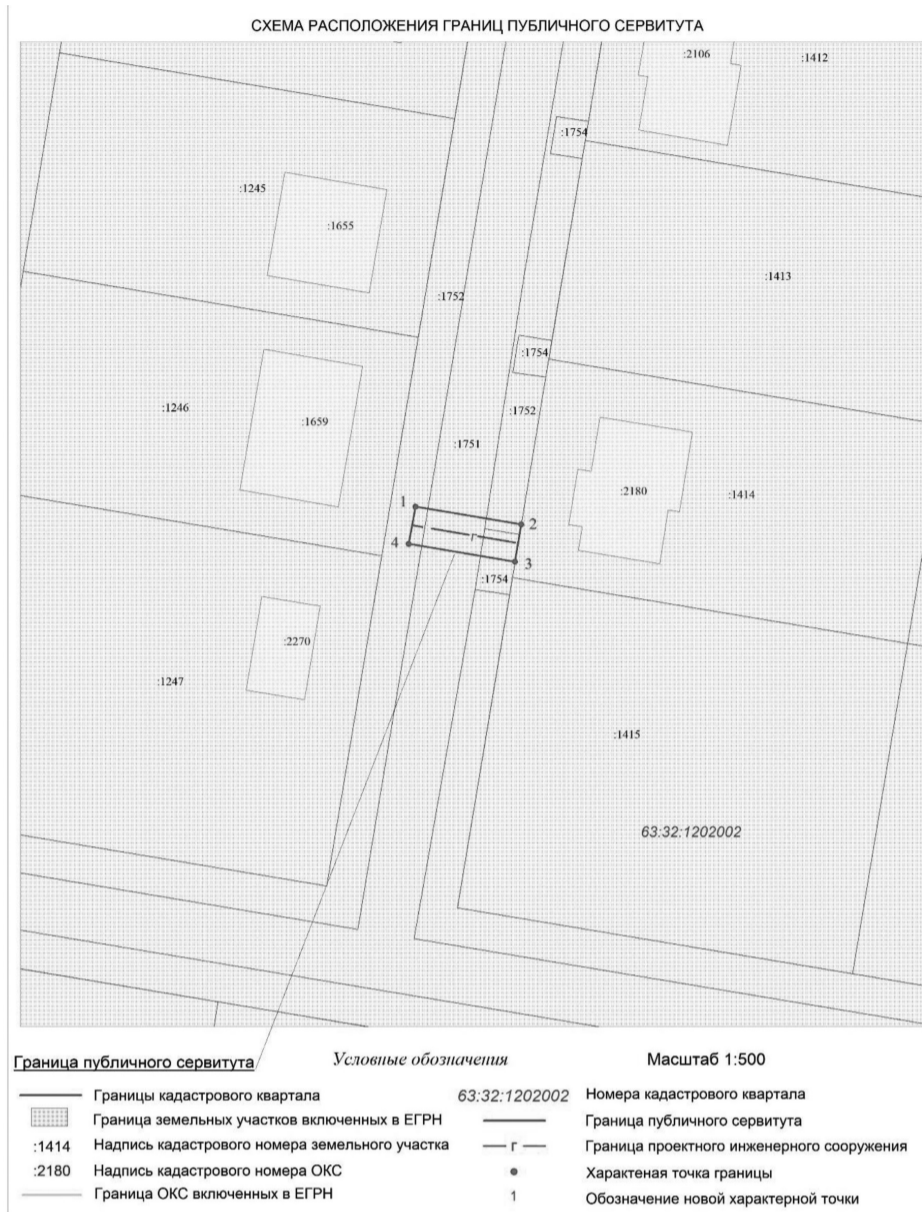 СХЕМА РАСПОЛОЖЕНИЯ ГРАНИЦ ПУБЛИЧНОГО СЕРВИТУТА
:2106
:1412
:1754
:1245
:1655
:1413
:1752
:1754
:1246
:1752
:1659
:1751
:2180
:1414
1
2
г
4
3
:1754
:2270
:1247
:1415
63:32:1202002
Граница публичного сервитута
Условные обозначения
Масштаб 1:500
Границы кадастрового квартала
63:32:1202002 Номера кадастрового квартала
Граница земельных участков включенных в ЕГРН
Граница публичного сервитута
:1414 Надпись кадастрового номера земельного участка
г Граница проектного инженерного сооружения
:2180 Надпись кадастрового номера ОКС
Характеная точка границы
Граница ОКС включенных в ЕГРН
1 Обозначение новой характерной точки